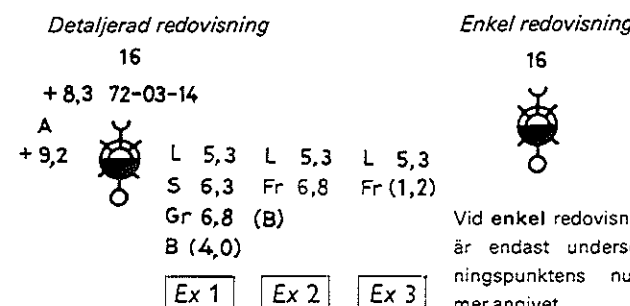 Detaljerad redovisning
16
+ 8,3 72-03-14
A
+ 9,2
L 5,3 L 5,3 L 5,3
S 6,3 Fr 6,8 Fr (1,2)
Gr 6,8 (B)
B (4,0)
Ex 1 Ex 2 Ex 3
Enkel redovisning
16
Vid enkel redovisn
är endast unders
ningspunktens nu
mer angivet